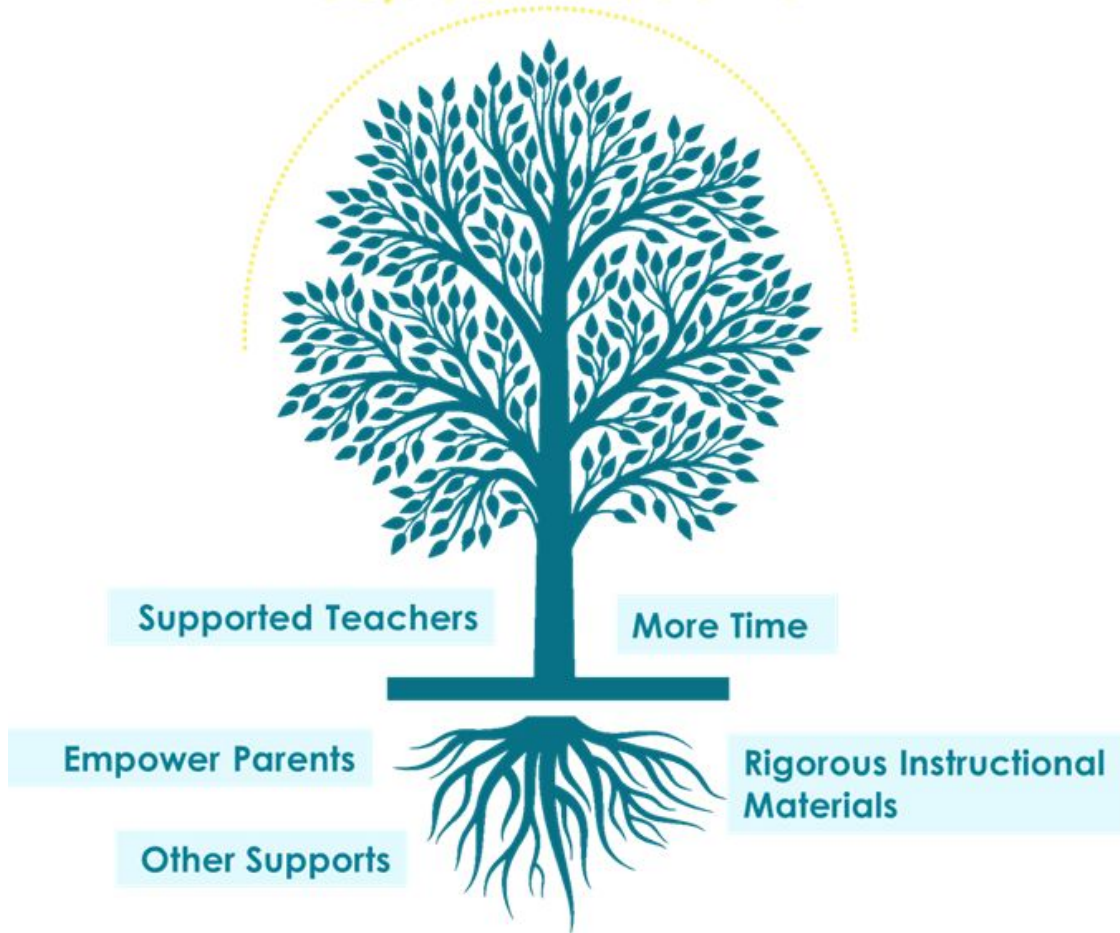 Supported Teachers
More Time
Empower Parents
Rigorous Instructional
Materials
Other Supports